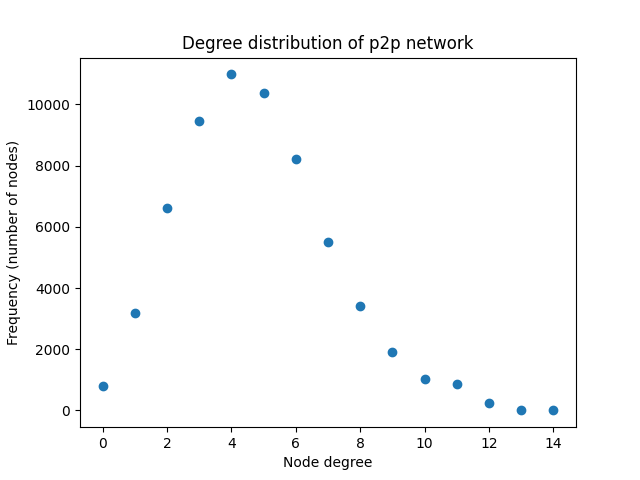 Degree distribution of p2p network
Frequency (number of nodes)
10000
8000
6000
4000
2000
0
0 2 4 6 8 10 12 14
Node degree